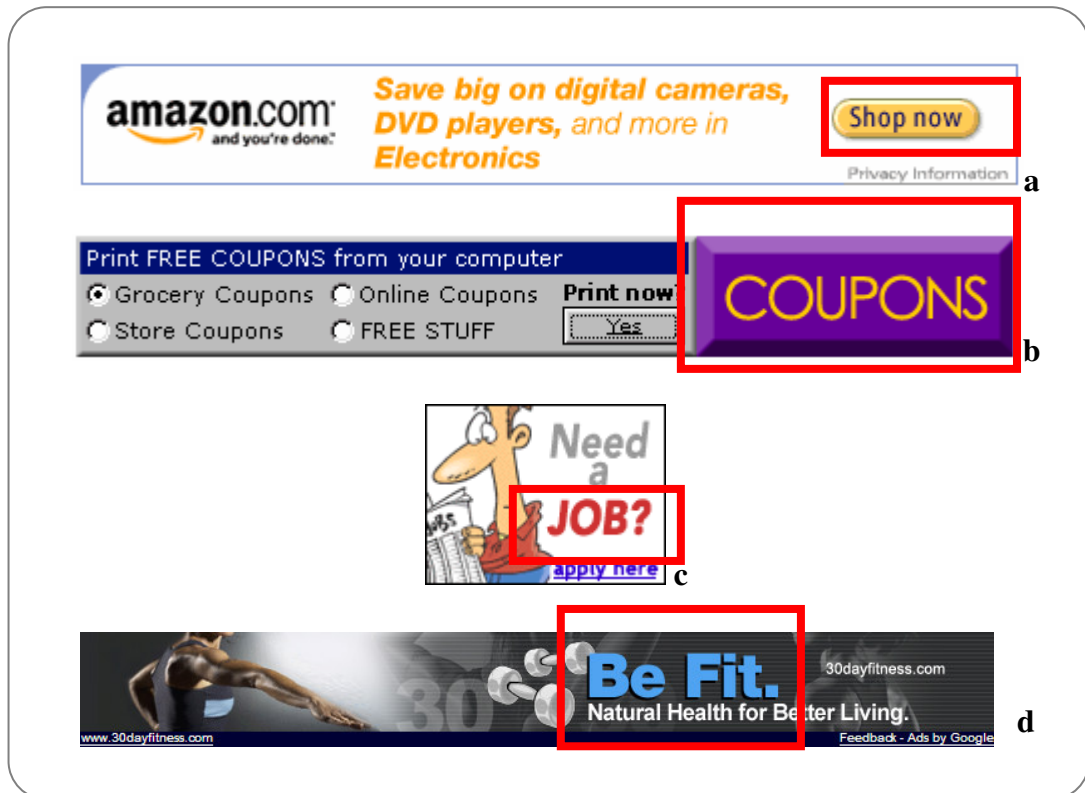 amazon.com
and you're done.™
Save big on digital cameras,
DVD players, and more in
Electronics
Shop now
Privacy Information
a
Print FREE COUPONS from your computer
Grocery Coupons Online Coupons Print now?
Store Coupons FREE STUFF Yes
COUPONS
b
Need
a
JOB?
JOBS
apply here
c
30
Be Fit.
30dayfitness.com
Natural Health for Better Living.
d
www.30dayfitness.com Feedback - Ads by Google